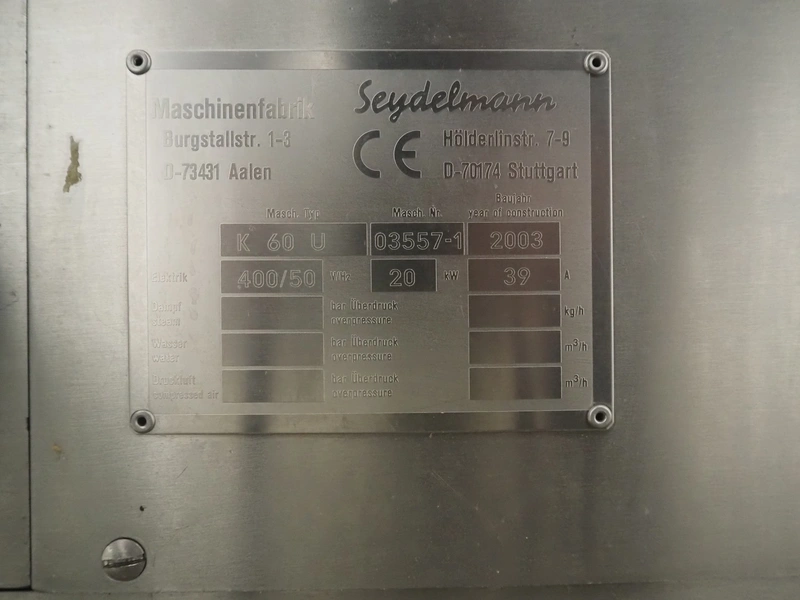 Maschinenfabrik Seydelmann
Burgstallstr. 1-3 CE Hölderlinstr. 7-9
D-73431 Aalen D-70174 Stuttgart
Masch. Typ Masch. Nr. Baujahr
year of construction
K 60 U 03557-1 2003
Elektrik 400/50 V/Hz 20 kW 39 A
Dampf bar Überdruck kg/h
steam overpressure
Wasser bar Überdruck m³/h
water overpressure
Druckluft bar Überdruck m³/h
compressed air overpressure